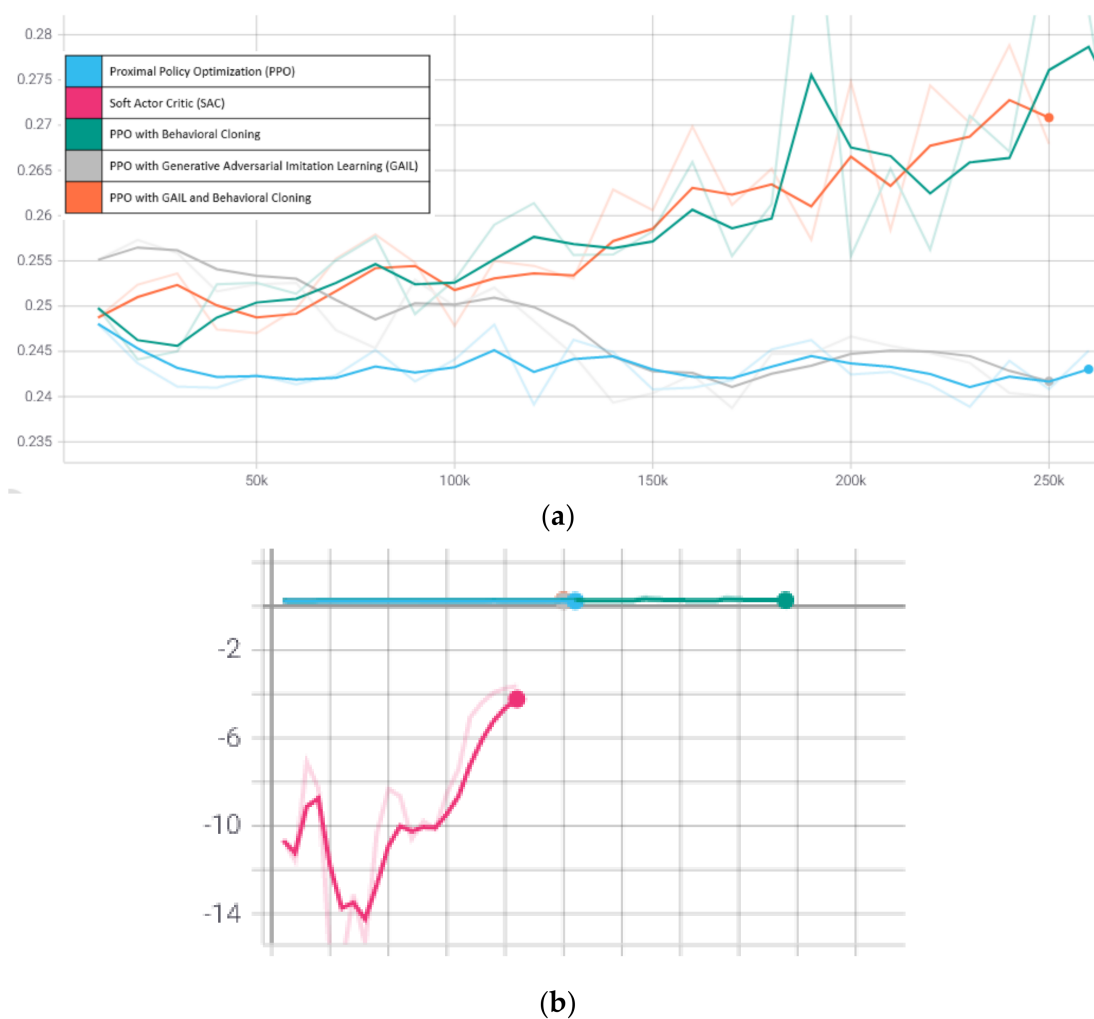 0.28
Proximal Policy Optimization (PPO)
0.275
Soft Actor Critic (SAC)
0.27
PPO with Behavioral Cloning
0.265
PPO with Generative Adversarial Imitation Learning (GAIL)
PPO with GAIL and Behavioral Cloning
0.26
0.255
0.25
0.245
0.24
0.235
50k 100k 150k 200k 250k
(a)
-2
-6
-10
-14
(b)